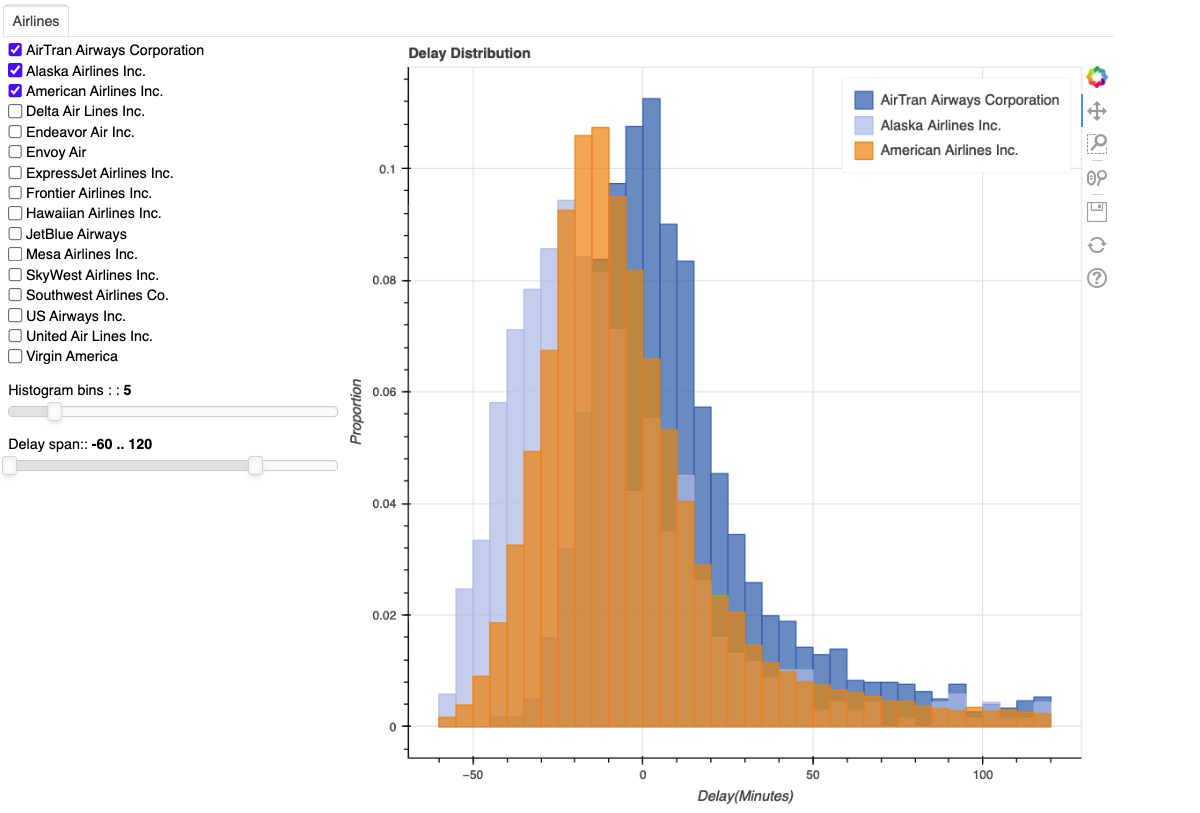 Airlines
AirTran Airways Corporation
Alaska Airlines Inc.
American Airlines Inc.
Delta Air Lines Inc.
Endeavor Air Inc.
Envoy Air
ExpressJet Airlines Inc.
Frontier Airlines Inc.
Hawaiian Airlines Inc.
JetBlue Airways
Mesa Airlines Inc.
SkyWest Airlines Inc.
Southwest Airlines Co.
US Airways Inc.
United Air Lines Inc.
Virgin America
Histogram bins : : 5
Delay span:: -60 .. 120
Delay Distribution
AirTran Airways Corporation
Alaska Airlines Inc.
American Airlines Inc.
Proportion
0.1
0.08
0.06
0.04
0.02
0
−50
0
50
100
Delay(Minutes)
?